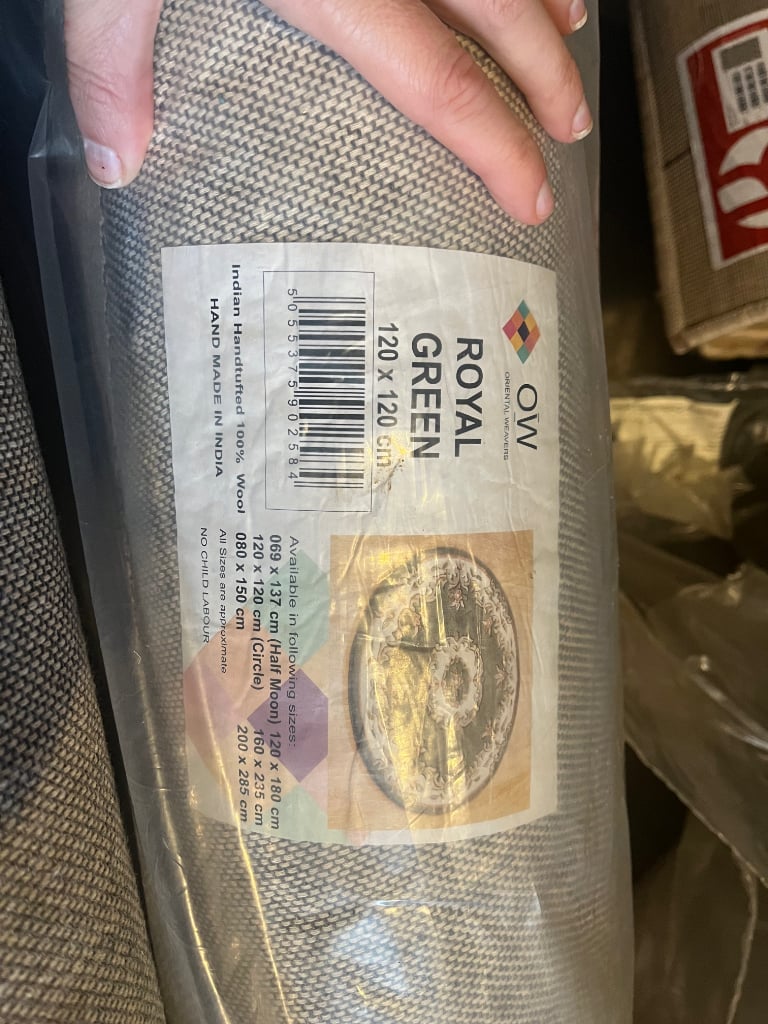 OW
ORIENTAL WEAVERS
ROYAL
GREEN
120 x 120 cm
5 055375 902584
Indian Handtufted 100% Wool
HAND MADE IN INDIA
Available in following sizes:
069 x 137 cm (Half Moon) 120 x 180 cm
120 x 120 cm (Circle) 160 x 235 cm
080 x 150 cm 200 x 285 cm
All Sizes are approximate
NO CHILD LABOUR